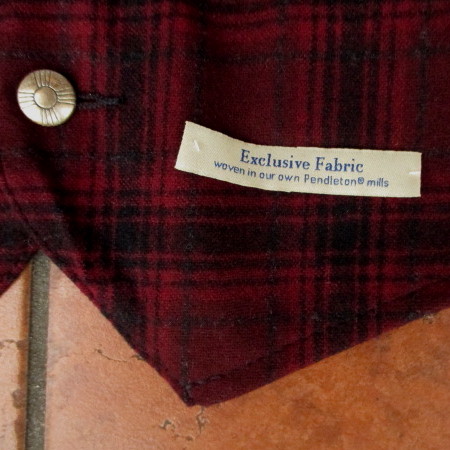 Exclusive Fabric
woven in our own Pendleton® mills